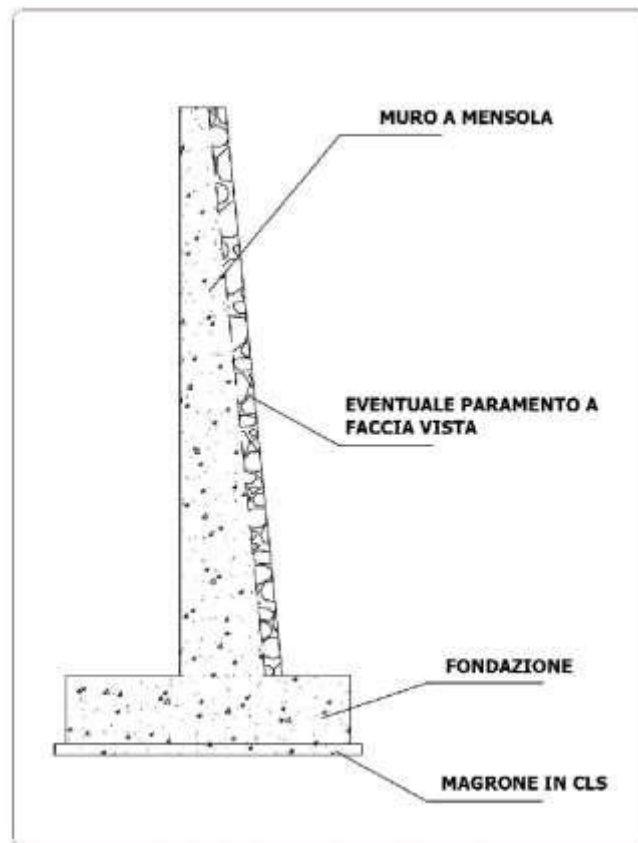 MURO A MENSOLA
EVENTUALE PARAMENTO A
FACCIA VISTA
FONDAZIONE
MAGRONE IN CLS